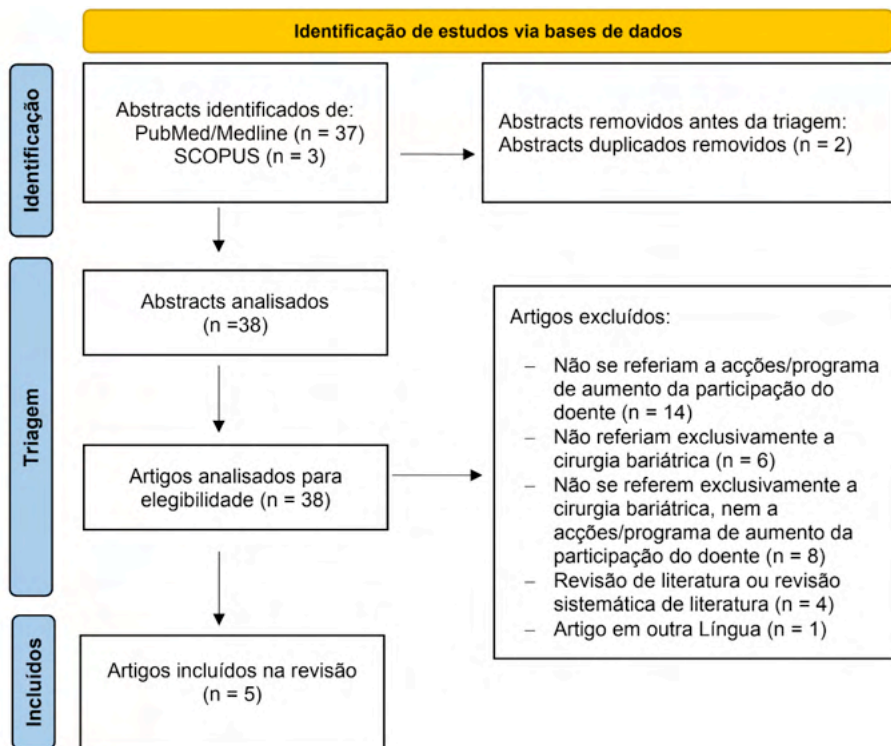 Identificação de estudos via bases de dados
Identificação
Abstracts identificados de:
PubMed/Medline (n = 37)
SCOPUS (n = 3)
Abstracts removidos antes da triagem:
Abstracts duplicados removidos (n = 2)
Triagem
Abstracts analisados
(n =38)
Artigos analisados para
elegibilidade (n = 38)
Artigos excluídos:
– Não se referiam a acções/programa
de aumento da participação do
doente (n = 14)
– Não referiam exclusivamente a
cirurgia bariátrica (n = 6)
– Não se referem exclusivamente a
cirurgia bariátrica, nem a
acções/programa de aumento da
participação do doente (n = 8)
– Revisão de literatura ou revisão
sistemática de literatura (n = 4)
– Artigo em outra Língua (n = 1)
Incluídos
Artigos incluídos na revisão
(n = 5)